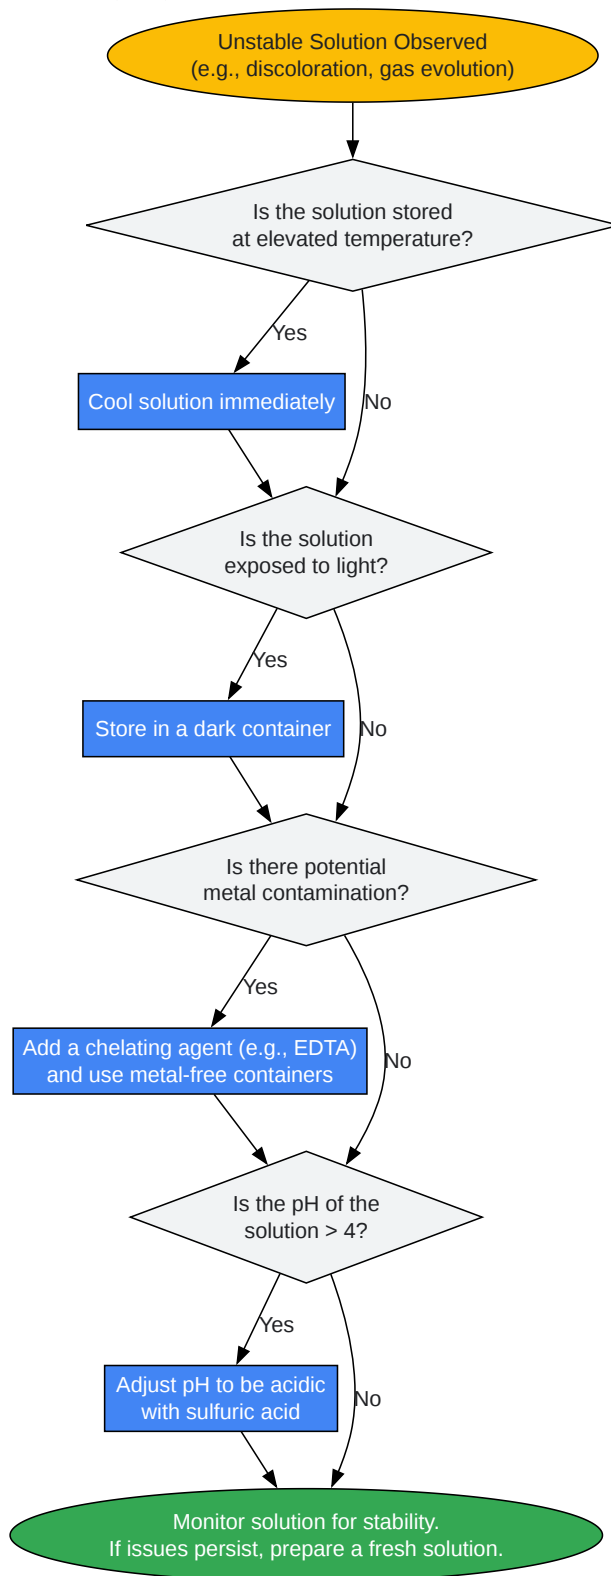 Unstable Solution Observed
(e.g., discoloration, gas evolution)
Is the solution stored
at elevated temperature?
Yes
Cool solution immediately
No
Is the solution
exposed to light?
Yes
Store in a dark container
No
Is there potential
metal contamination?
Yes
Add a chelating agent (e.g., EDTA)
and use metal-free containers
No
Is the pH of the
solution > 4?
Yes
Adjust pH to be acidic
with sulfuric acid
No
Monitor solution for stability.
If issues persist, prepare a fresh solution.